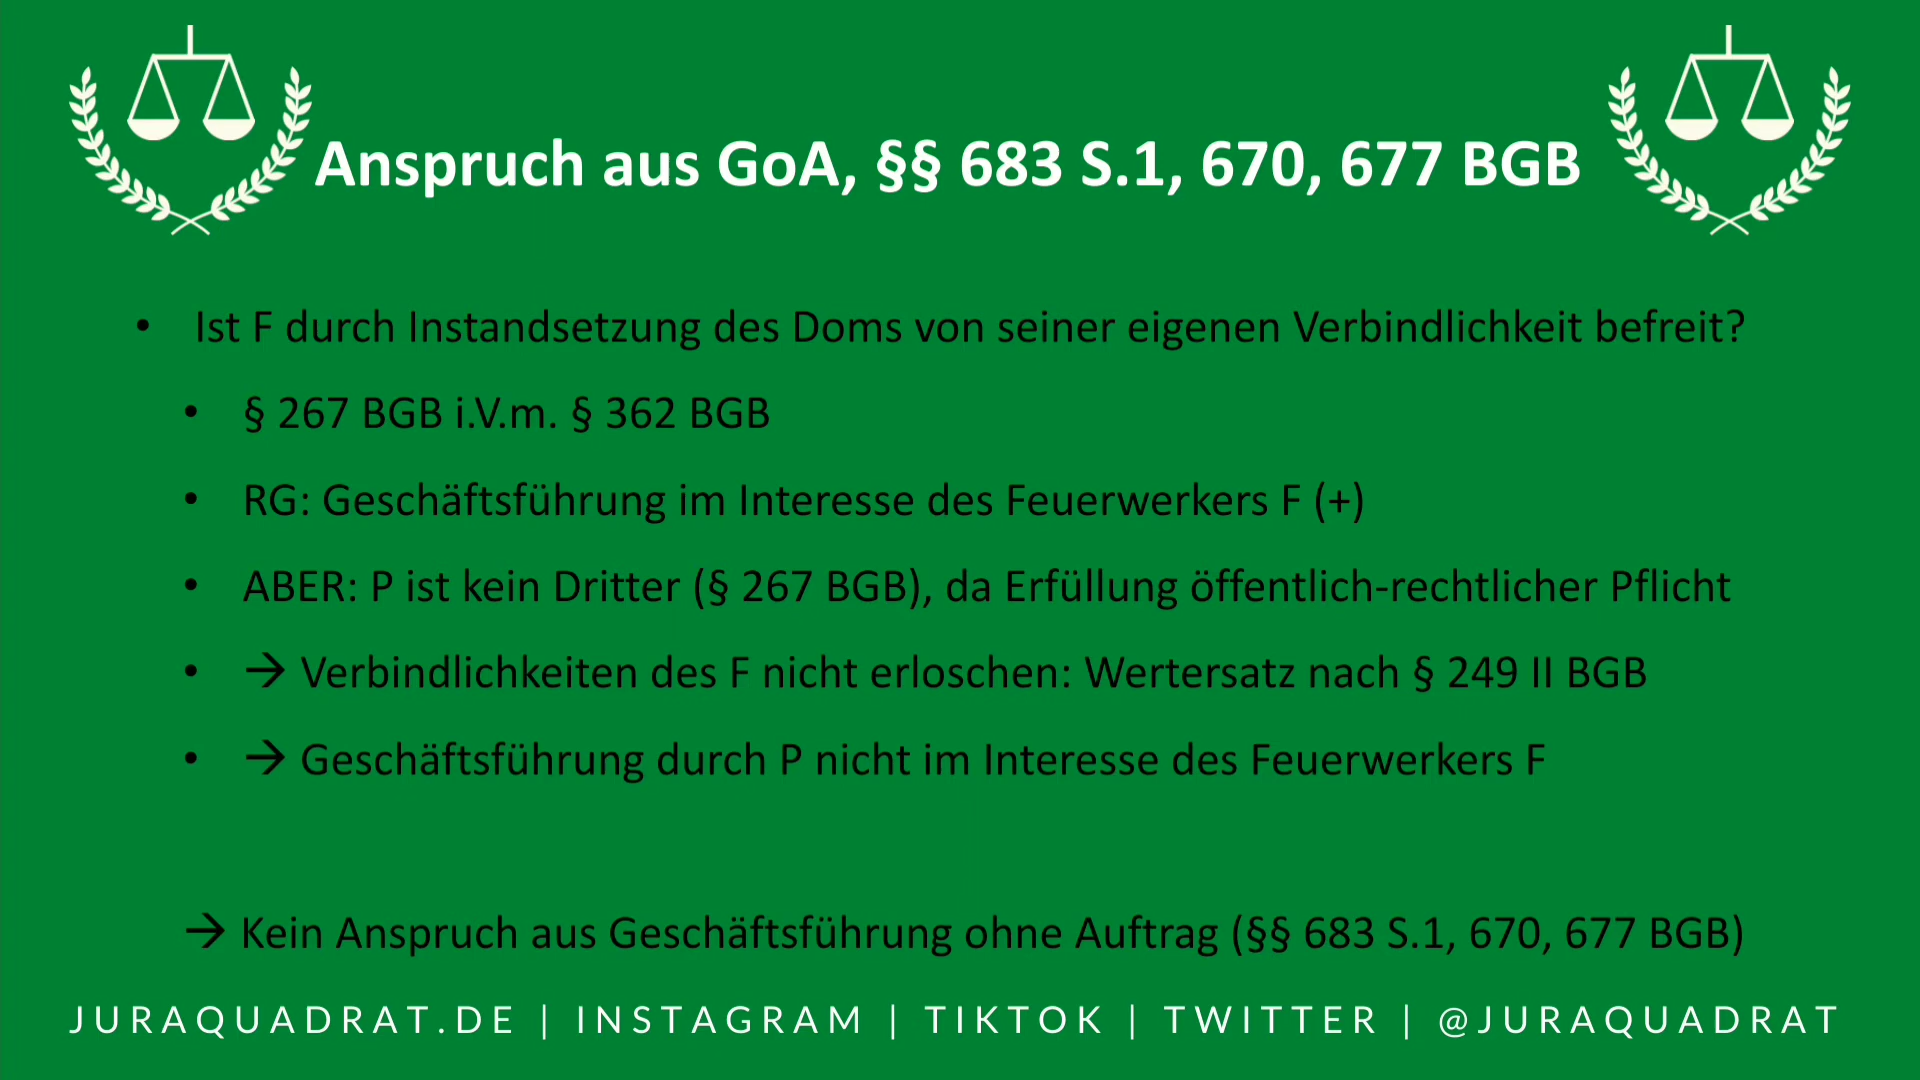 Anspruch aus GoA, §§ 683 S.1, 670, 677 BGB
• Ist F durch Instandsetzung des Doms von seiner eigenen Verbindlichkeit befreit?
• § 267 BGB i.V.m. § 362 BGB
• RG: Geschäftsführung im Interesse des Feuerwerkers F (+)
• ABER: P ist kein Dritter (§ 267 BGB), da Erfüllung öffentlich-rechtlicher Pflicht
• → Verbindlichkeiten des F nicht erloschen: Wertersatz nach § 249 II BGB
• → Geschäftsführung durch P nicht im Interesse des Feuerwerkers F
→ Kein Anspruch aus Geschäftsführung ohne Auftrag (§§ 683 S.1, 670, 677 BGB)
JURAQUADRAT.DE | INSTAGRAM | TIKTOK | TWITTER | @JURAQUADRAT